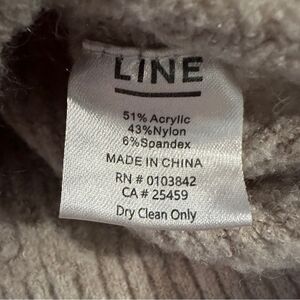 LINE
51% Acrylic
43%Nylon
6%Spandex
MADE IN CHINA
RN # 0103842
CA # 25459
Dry Clean Only